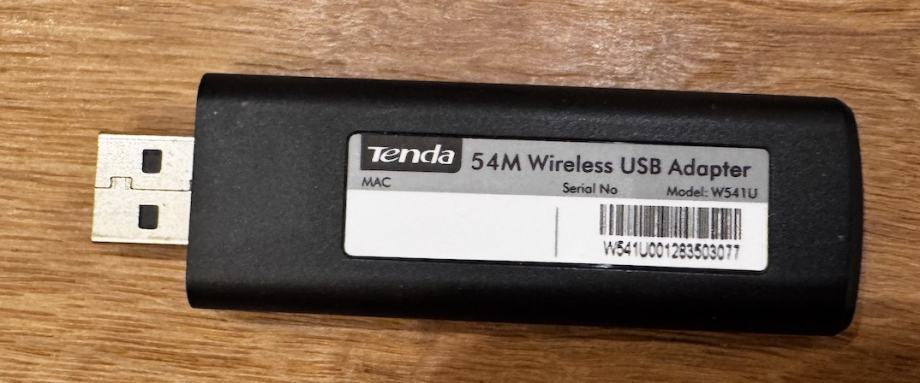 Tenda 54M Wireless USB Adapter
MAC Serial No Model: W541U
W541U001283503077